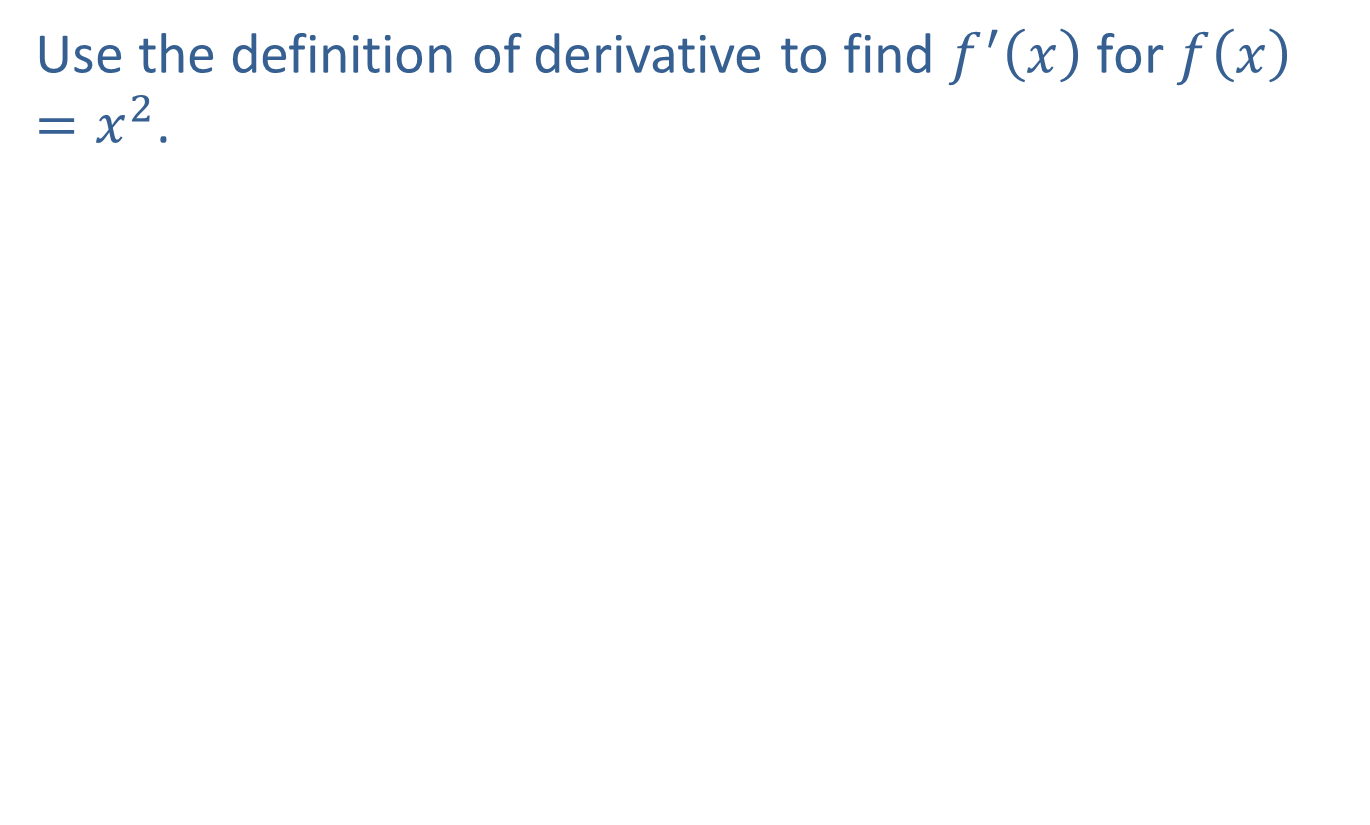 Use the definition of derivative to find 𝑓′(𝑥) for 𝑓(𝑥)
= 𝑥².